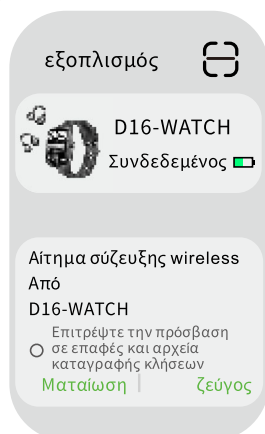 εξοπλισμός
D16-WATCH
Συνδεδεμένος
Αίτημα σύζευξης wireless
Από
D16-WATCH
Επιτρέψτε την πρόσβαση
σε επαφές και αρχεία
καταγραφής κλήσεων
Ματαίωση | ζεύγος